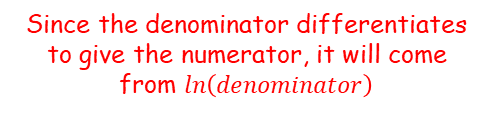 Since the denominator differentiates
to give the numerator, it will come
from ln(denominator)